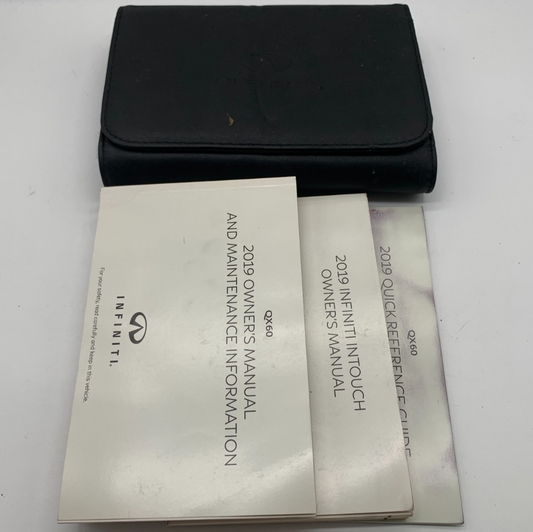 QX60
2019 OWNER'S MANUAL
AND MAINTENANCE INFORMATION
INFINITI.
For your safety, read carefully and keep in this vehicle.
2019 INFINITI INTOUCH
OWNER'S MANUAL
QX60
2019 QUICK REFERENCE GUIDE